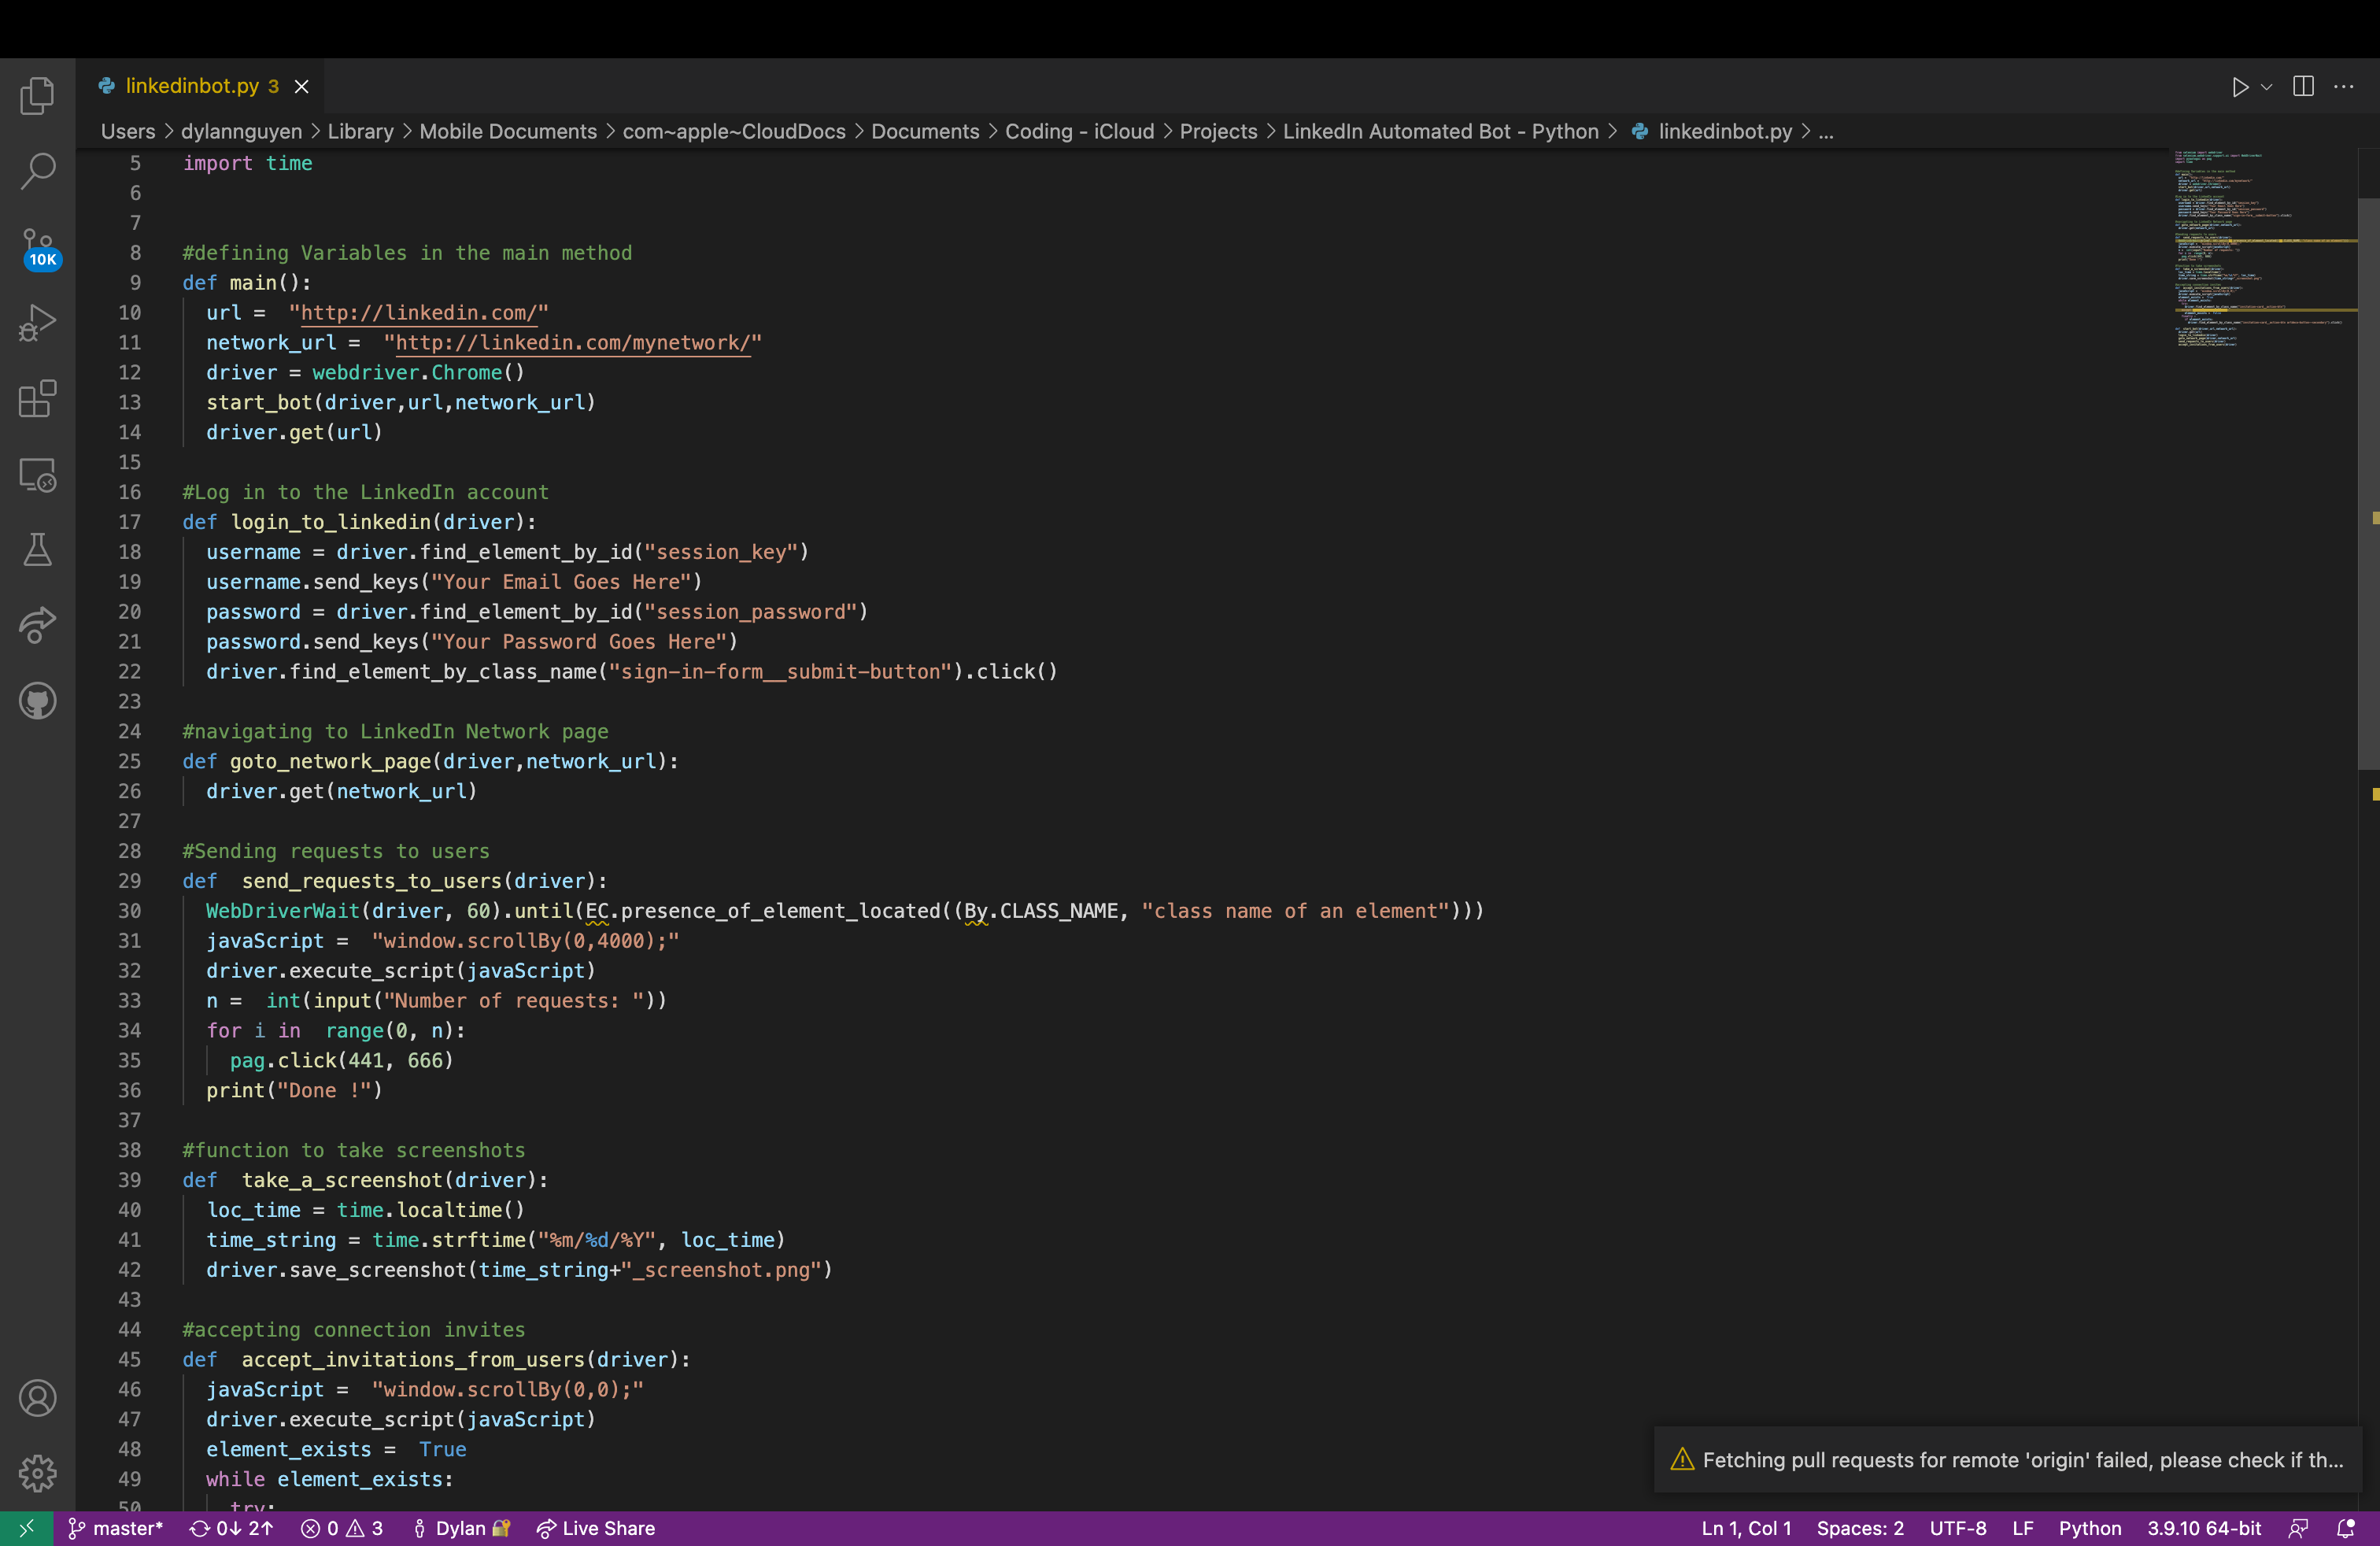 linkedinbot.py 3
Users > dylannguyen > Library > Mobile Documents > com~apple~CloudDocs > Documents > Coding - iCloud > Projects > LinkedIn Automated Bot - Python > linkedinbot.py > ...
10K
5 import time
6
7
8 #defining Variables in the main method
9 def main():
10   url =  "http://linkedin.com/"
11   network_url =  "http://linkedin.com/mynetwork/"
12   driver = webdriver.Chrome()
13   start_bot(driver,url,network_url)
14   driver.get(url)
15
16 #Log in to the LinkedIn account
17 def login_to_linkedin(driver):
18   username = driver.find_element_by_id("session_key")
19   username.send_keys("Your Email Goes Here")
20   password = driver.find_element_by_id("session_password")
21   password.send_keys("Your Password Goes Here")
22   driver.find_element_by_class_name("sign-in-form__submit-button").click()
23
24 #navigating to LinkedIn Network page
25 def goto_network_page(driver,network_url):
26   driver.get(network_url)
27
28 #Sending requests to users
29 def  send_requests_to_users(driver):
30   WebDriverWait(driver, 60).until(EC.presence_of_element_located((By.CLASS_NAME, "class name of an element")))
31   javaScript =  "window.scrollBy(0,4000);"
32   driver.execute_script(javaScript)
33   n =  int(input("Number of requests: "))
34   for i in  range(0, n):
35     pag.click(441, 666)
36   print("Done !")
37
38 #function to take screenshots
39 def  take_a_screenshot(driver):
40   loc_time = time.localtime()
41   time_string = time.strftime("%m/%d/%Y", loc_time)
42   driver.save_screenshot(time_string+"_screenshot.png")
43
44 #accepting connection invites
45 def  accept_invitations_from_users(driver):
46   javaScript =  "window.scrollBy(0,0);"
47   driver.execute_script(javaScript)
48   element_exists =  True
49   while element_exists:
50     try:
Fetching pull requests for remote 'origin' failed, please check if th...
master* 0↓ 2↑ 0 3 Dylan Live Share
Ln 1, Col 1 Spaces: 2 UTF-8 LF Python 3.9.10 64-bit